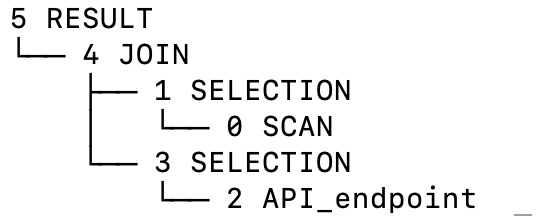 5 RESULT
└── 4 JOIN
    ├── 1 SELECTION
    │   └── 0 SCAN
    └── 3 SELECTION
        └── 2 API_endpoint